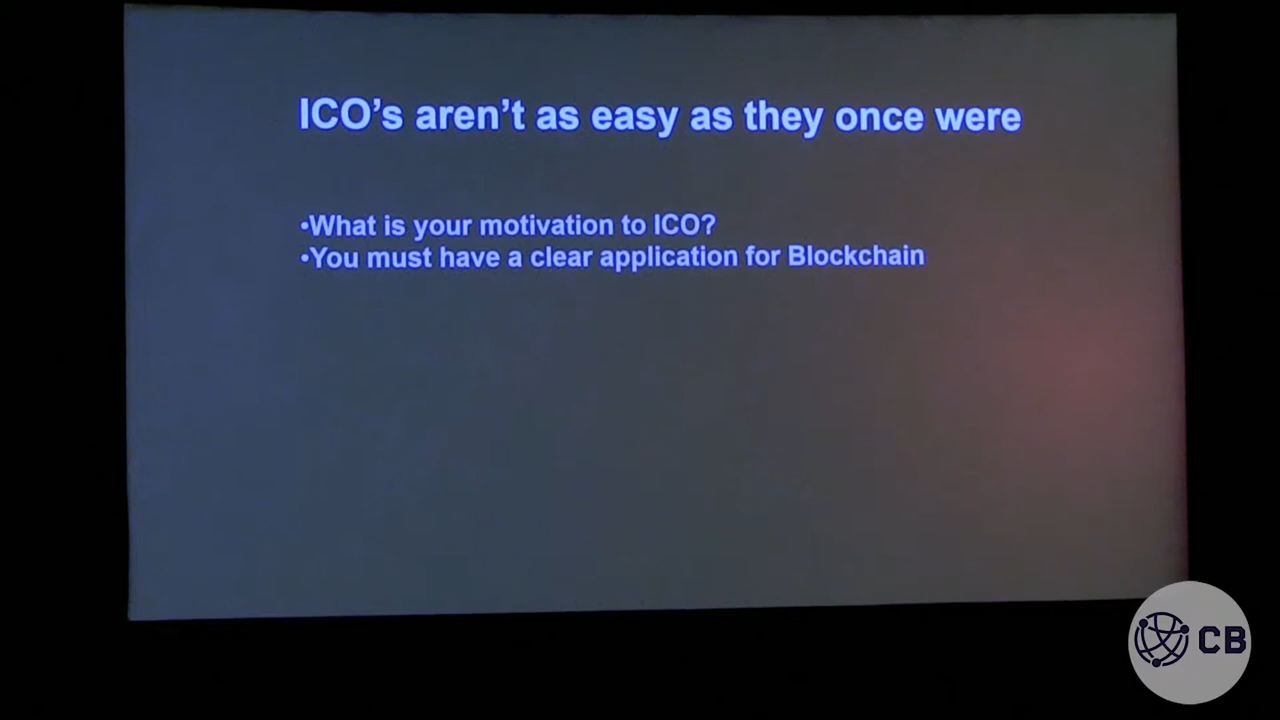 ICO’s aren’t as easy as they once were
•What is your motivation to ICO?
•You must have a clear application for Blockchain
CB